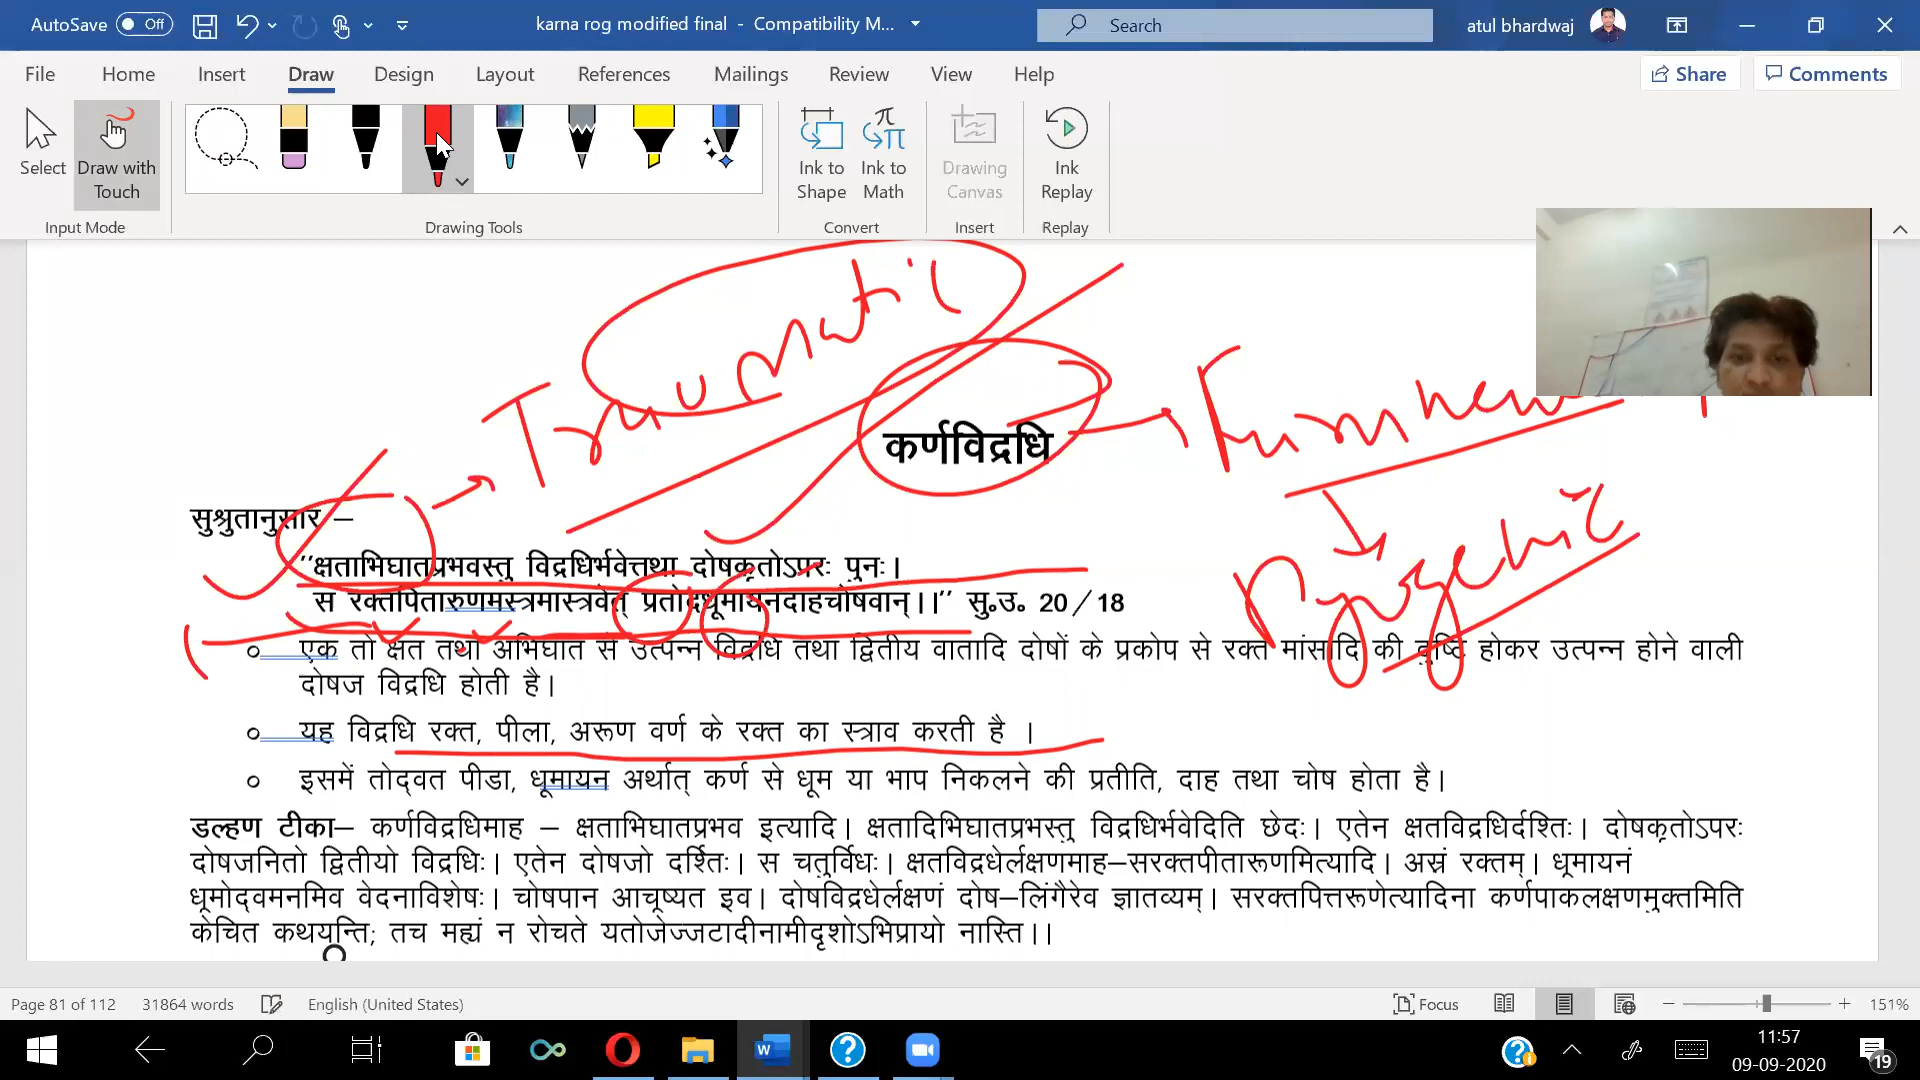 AutoSave Off karna rog modified final - Compatibility M... Search atul bhardwaj
File Home Insert Draw Design Layout References Mailings Review View Help Share Comments
Select Draw with Touch Ink to Shape Ink to Math Drawing Canvas Ink Replay
Input Mode Drawing Tools Convert Insert Replay
Traumatic
कर्णविद्रधि
Pyogenic
सुश्रुतानुसार –
"क्षताभिघातप्रभवस्तु विद्रधिर्भवेत्तथा दोषकृतोऽपरः पुनः।
स रक्तपितारुणमस्त्रमास्त्रवेत् प्रतोदधूमायनदाहचोषवान्।।" सु॰उ॰ 20/18
o एक तो क्षत तथा अभिघात से उत्पन्न विद्रधि तथा द्वितीय वातादि दोषों के प्रकोप से रक्त मांसादि की दुष्टि होकर उत्पन्न होने वाली
दोषज विद्रधि होती है।
o यह विद्रधि रक्त, पीला, अरूण वर्ण के रक्त का स्त्राव करती है ।
o इसमें तोद्वत पीडा, धूमायन अर्थात् कर्ण से धूम या भाप निकलने की प्रतीति, दाह तथा चोष होता है।
डल्हण टीका– कर्णविद्रधिमाह – क्षताभिघातप्रभव इत्यादि। क्षतादिभिघातप्रभस्तु विद्रधिर्भवेदिति छेदः। एतेन क्षतविद्रधिर्दश्तिः। दोषकृतोऽपरः
दोषजनितो द्वितीयो विद्रधिः। एतेन दोषजो दर्शितः। स चतुर्विधः। क्षतविद्रधेर्लक्षणमाह–सरक्तपीतारूणमित्यादि। अस्रं रक्तम्। धूमायनं
धूमोद्वमनमिव वेदनाविशेषः। चोषपान आचूष्यत इव। दोषविद्रधेर्लक्षणं दोष–लिंगैरेव ज्ञातव्यम्। सरक्तपित्तरूणेत्यादिना कर्णपाकलक्षणमुक्तमिति
केचित कथयन्ति; तच मह्यं न रोचते यतोजेज्जटादीनामीदृशोऽभिप्रायो नास्ति।।
Page 81 of 112 31864 words English (United States) Focus 151%
11:57
09-09-2020 19